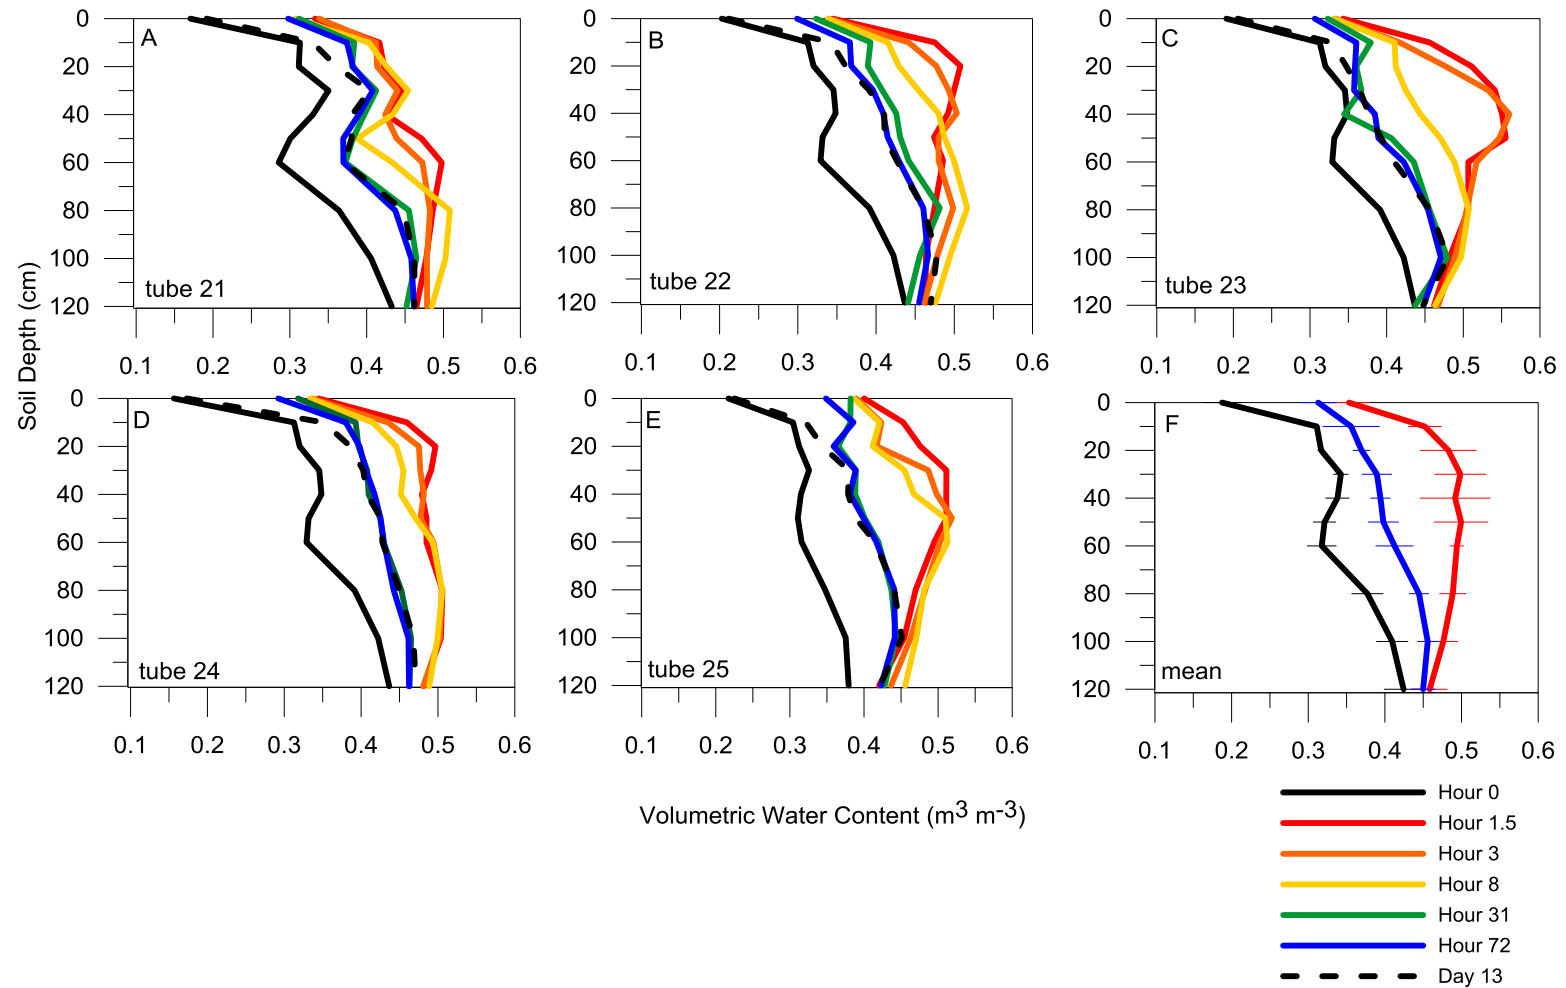 0
20
40
60
80
100
120
A
tube 21
0.1 0.2 0.3 0.4 0.5 0.6
0
20
40
60
80
100
120
B
tube 22
0.1 0.2 0.3 0.4 0.5 0.6
0
20
40
60
80
100
120
C
tube 23
0.1 0.2 0.3 0.4 0.5 0.6
Soil Depth (cm)
0
20
40
60
80
100
120
D
tube 24
0.1 0.2 0.3 0.4 0.5 0.6
0
20
40
60
80
100
120
E
tube 25
0.1 0.2 0.3 0.4 0.5 0.6
0
20
40
60
80
100
120
F
mean
0.1 0.2 0.3 0.4 0.5 0.6
Volumetric Water Content (m3 m-3)
Hour 0
Hour 1.5
Hour 3
Hour 8
Hour 31
Hour 72
Day 13